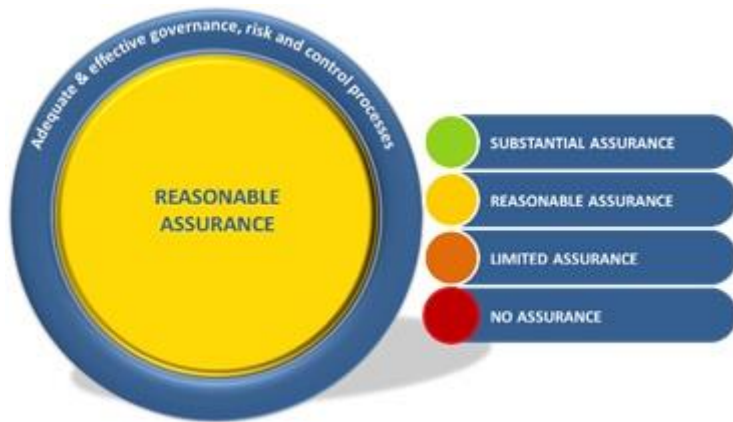 Adequate & effective governance, risk and control processes
REASONABLE
ASSURANCE
SUBSTANTIAL ASSURANCE
REASONABLE ASSURANCE
LIMITED ASSURANCE
NO ASSURANCE